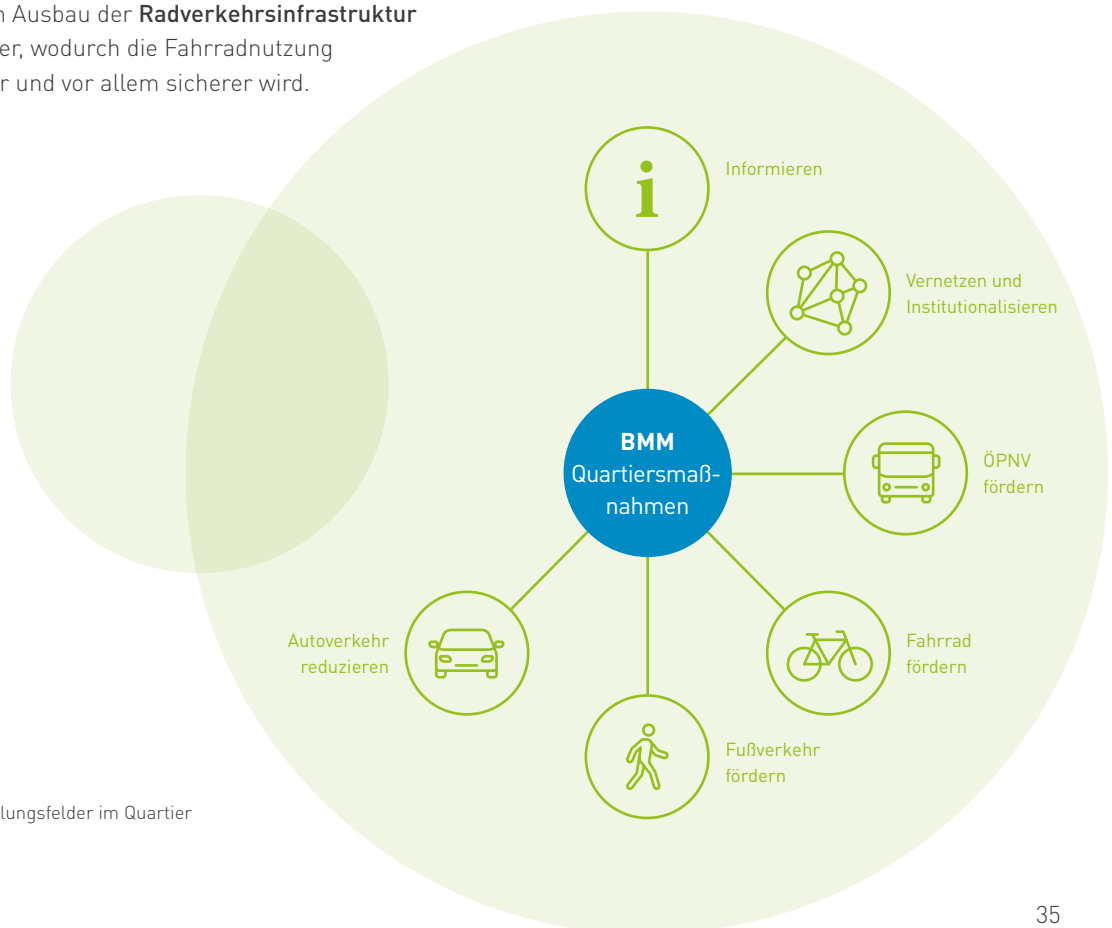 Ausbau der Radverkehrsinfrastruktur
wodurch die Fahrradnutzung
und vor allem sicherer wird.
Informieren
Vernetzen und
Institutionalisieren
BMM
Quartiersmaß-
nahmen
ÖPNV
fördern
Autoverkehr
reduzieren
Fahrrad
fördern
Fußverkehr
fördern
lungsfelder im Quartier
35